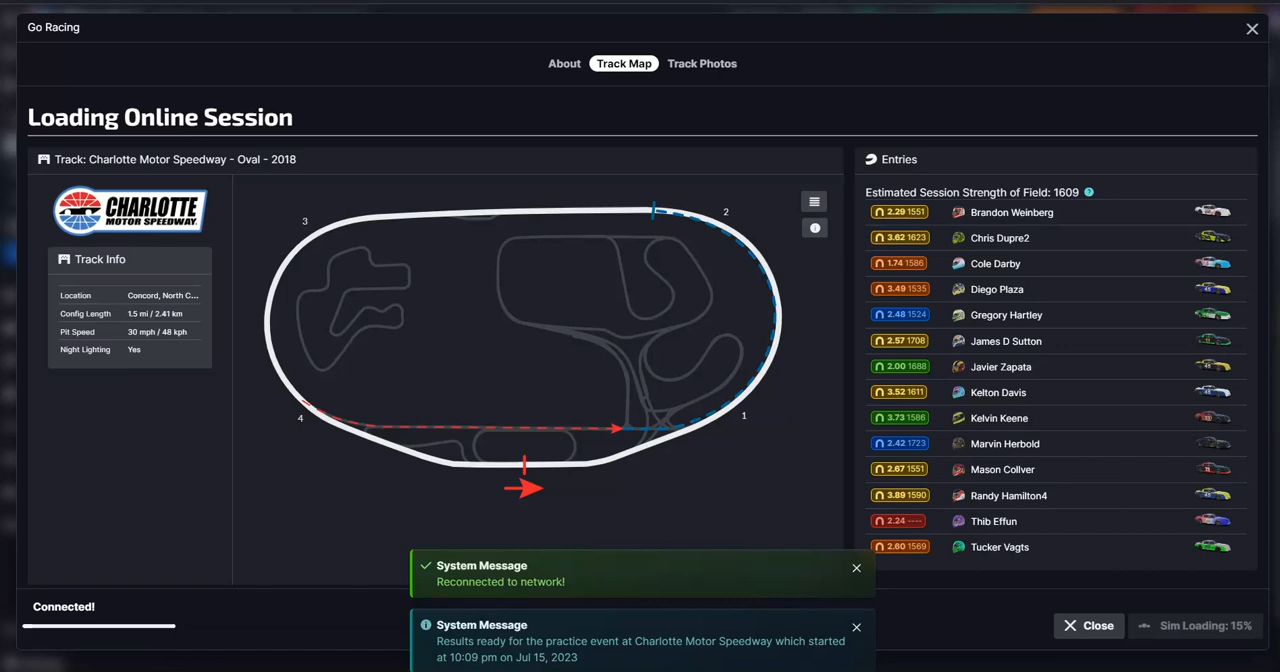 Go Racing
About Track Map Track Photos
Loading Online Session
Track: Charlotte Motor Speedway - Oval - 2018
CHARLOTTE
MOTOR SPEEDWAY
Track Info
Location Concord, North C...
Config Length 1.5 mi / 2.41 km
Pit Speed 30 mph / 48 kph
Night Lighting Yes
3
2
4
1
Entries
Estimated Session Strength of Field: 1609
2.29 1551 Brandon Weinberg
3.62 1623 Chris Dupre2
1.74 1586 Cole Darby
3.49 1535 Diego Plaza
2.48 1524 Gregory Hartley
2.57 1708 James D Sutton
2.00 1688 Javier Zapata
3.52 1611 Kelton Davis
3.73 1586 Kelvin Keene
2.42 1723 Marvin Herbold
2.67 1551 Mason Collver
3.89 1590 Randy Hamilton4
2.24 ---- Thib Effun
2.60 1569 Tucker Vagts
System Message
Reconnected to network!
System Message
Results ready for the practice event at Charlotte Motor Speedway which started
at 10:09 pm on Jul 15, 2023
Connected!
Close
Sim Loading: 15%